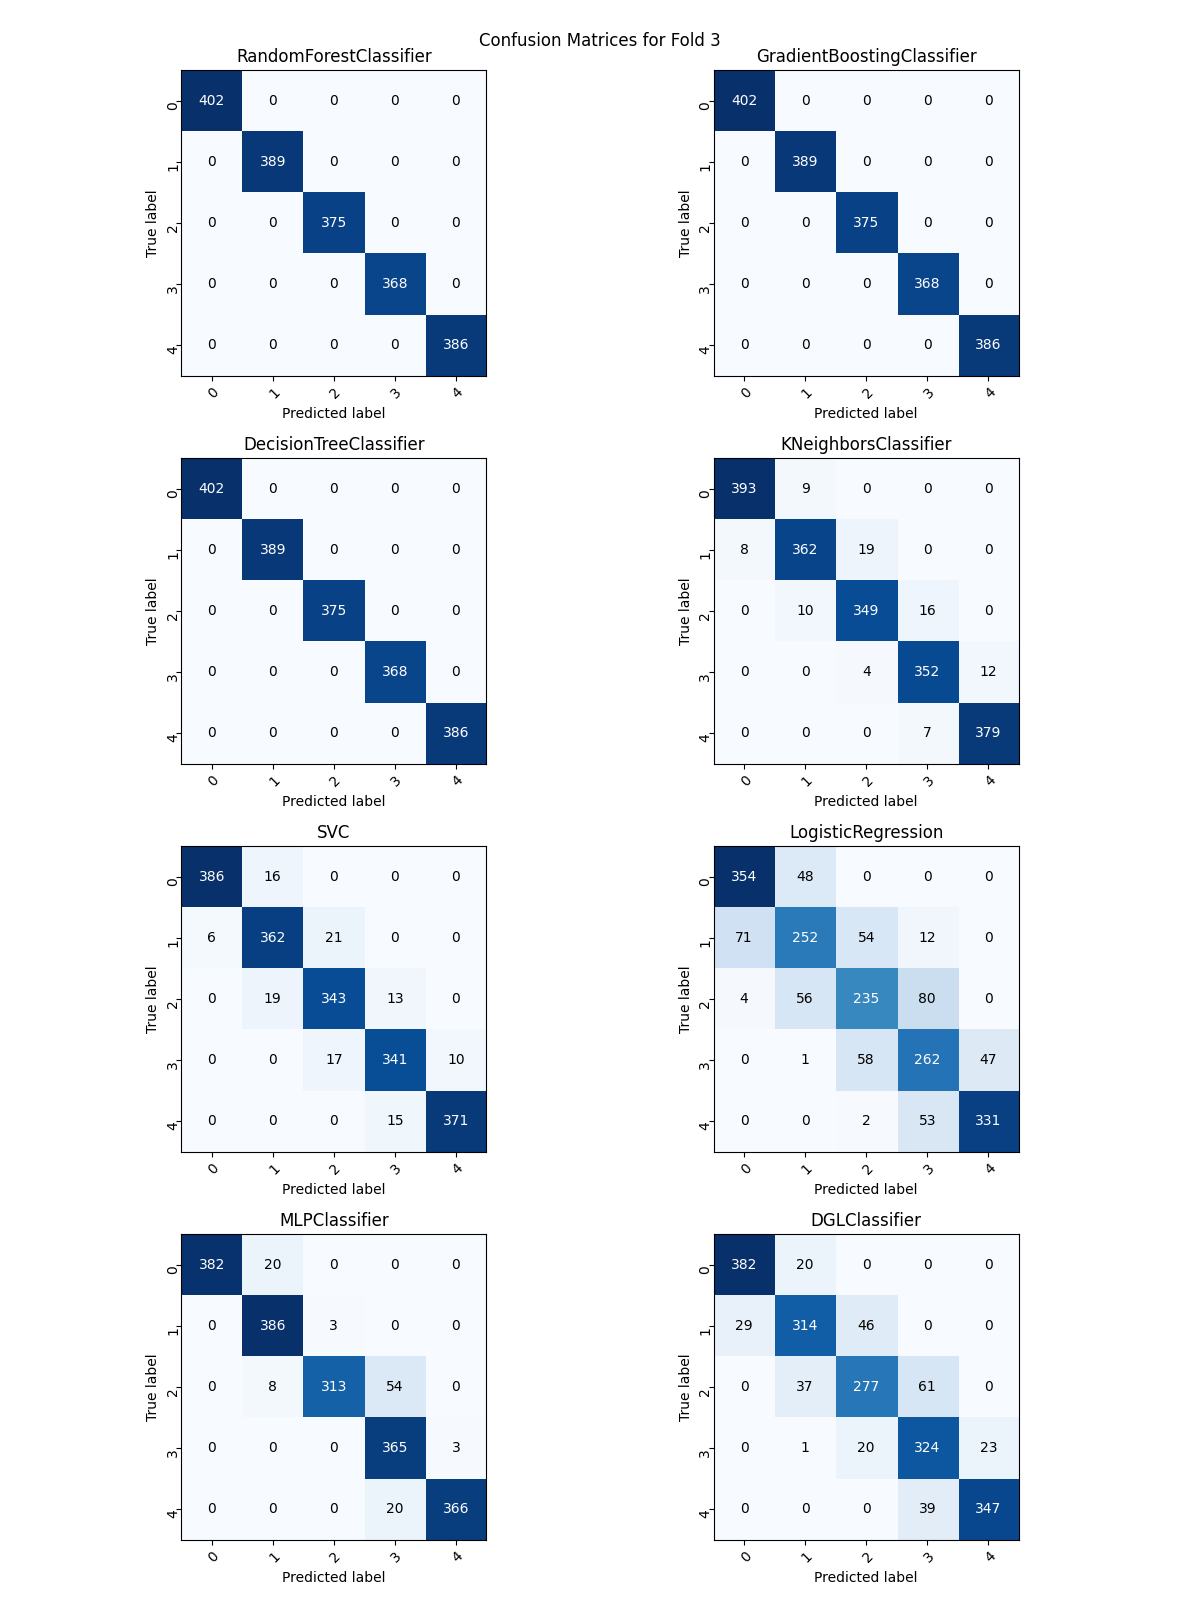 Confusion Matrices for Fold 3
RandomForestClassifier
True label
0 402 0 0 0 0
1 0 389 0 0 0
2 0 0 375 0 0
3 0 0 0 368 0
4 0 0 0 0 386
0 1 2 3 4
Predicted label
GradientBoostingClassifier
True label
0 402 0 0 0 0
1 0 389 0 0 0
2 0 0 375 0 0
3 0 0 0 368 0
4 0 0 0 0 386
0 1 2 3 4
Predicted label
DecisionTreeClassifier
True label
0 402 0 0 0 0
1 0 389 0 0 0
2 0 0 375 0 0
3 0 0 0 368 0
4 0 0 0 0 386
0 1 2 3 4
Predicted label
KNeighborsClassifier
True label
0 393 9 0 0 0
1 8 362 19 0 0
2 0 10 349 16 0
3 0 0 4 352 12
4 0 0 0 7 379
0 1 2 3 4
Predicted label
SVC
True label
0 386 16 0 0 0
1 6 362 21 0 0
2 0 19 343 13 0
3 0 0 17 341 10
4 0 0 0 15 371
0 1 2 3 4
Predicted label
LogisticRegression
True label
0 354 48 0 0 0
1 71 252 54 12 0
2 4 56 235 80 0
3 0 1 58 262 47
4 0 0 2 53 331
0 1 2 3 4
Predicted label
MLPClassifier
True label
0 382 20 0 0 0
1 0 386 3 0 0
2 0 8 313 54 0
3 0 0 0 365 3
4 0 0 0 20 366
0 1 2 3 4
Predicted label
DGLClassifier
True label
0 382 20 0 0 0
1 29 314 46 0 0
2 0 37 277 61 0
3 0 1 20 324 23
4 0 0 0 39 347
0 1 2 3 4
Predicted label